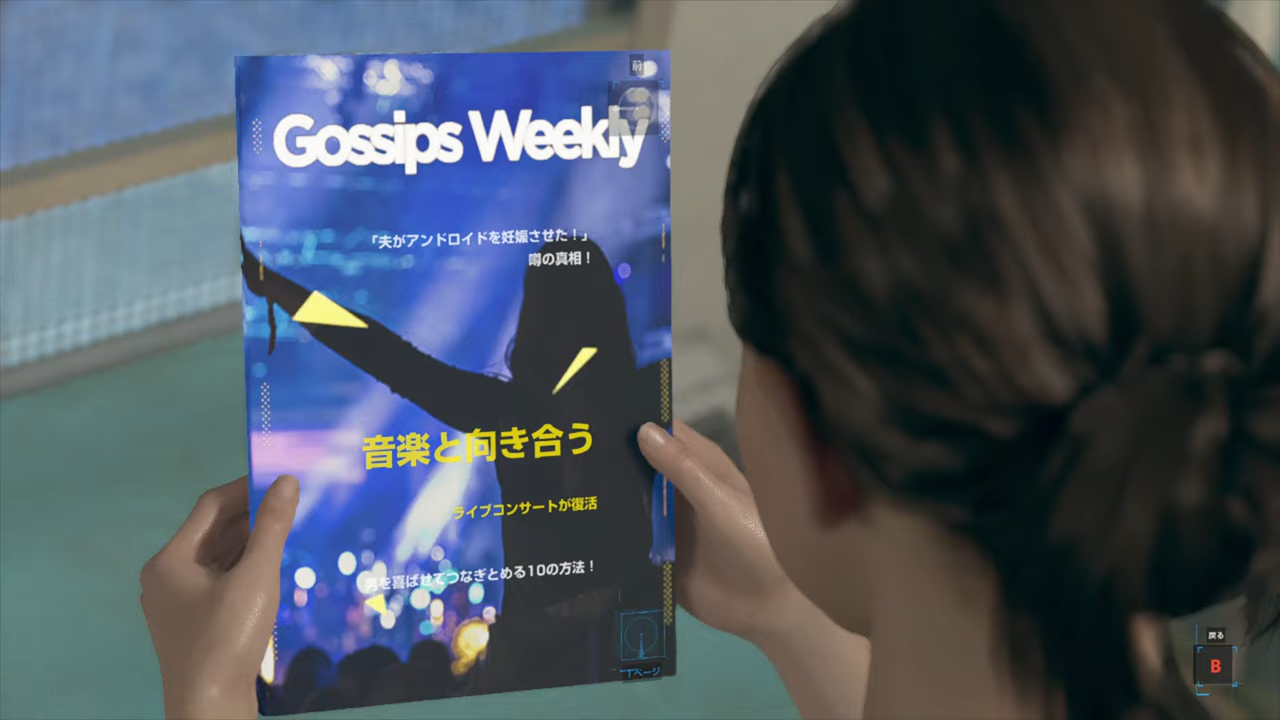 前
Gossips Weekly
「夫がアンドロイドを妊娠させた！」
噂の真相！
音楽と向き合う
ライブコンサートが復活
男を喜ばせてつなぎとめる10の方法！
1ページ
戻る
B